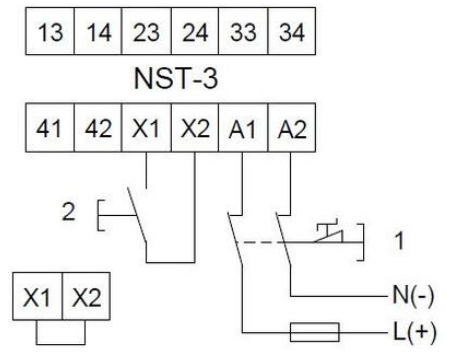 13 14 23 24 33 34
NST-3
41 42 X1 X2 A1 A2
2
1
X1 X2
N(-)
L(+)